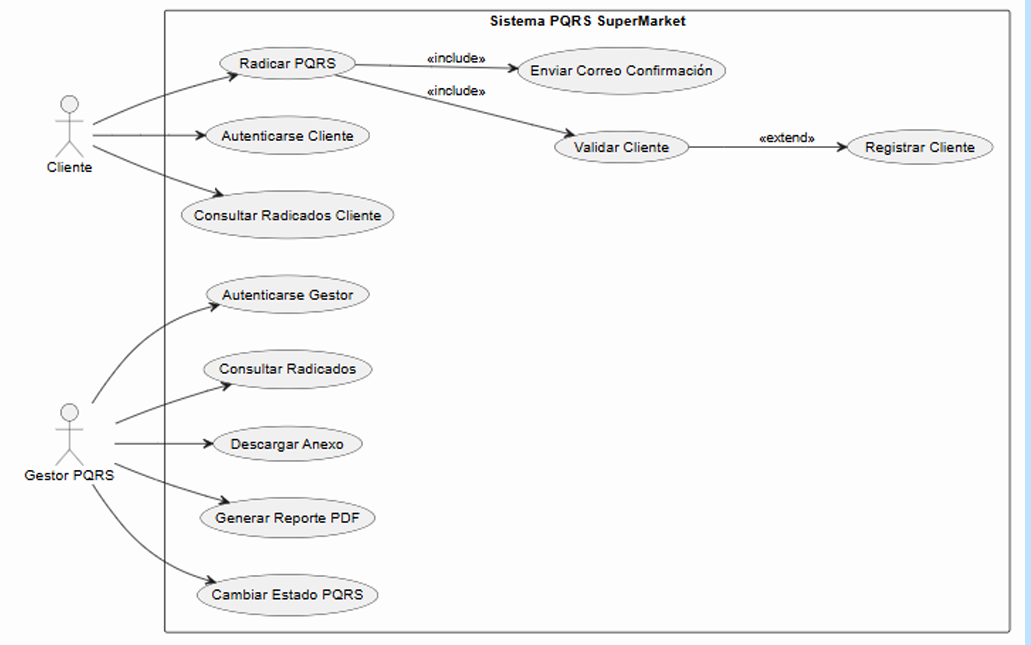 Sistema PQRS SuperMarket
Radicar PQRS
«include»
Enviar Correo Confirmación
«include»
Autenticarse Cliente
Validar Cliente
«extend»
Registrar Cliente
Cliente
Consultar Radicados Cliente
Autenticarse Gestor
Consultar Radicados
Descargar Anexo
Gestor PQRS
Generar Reporte PDF
Cambiar Estado PQRS